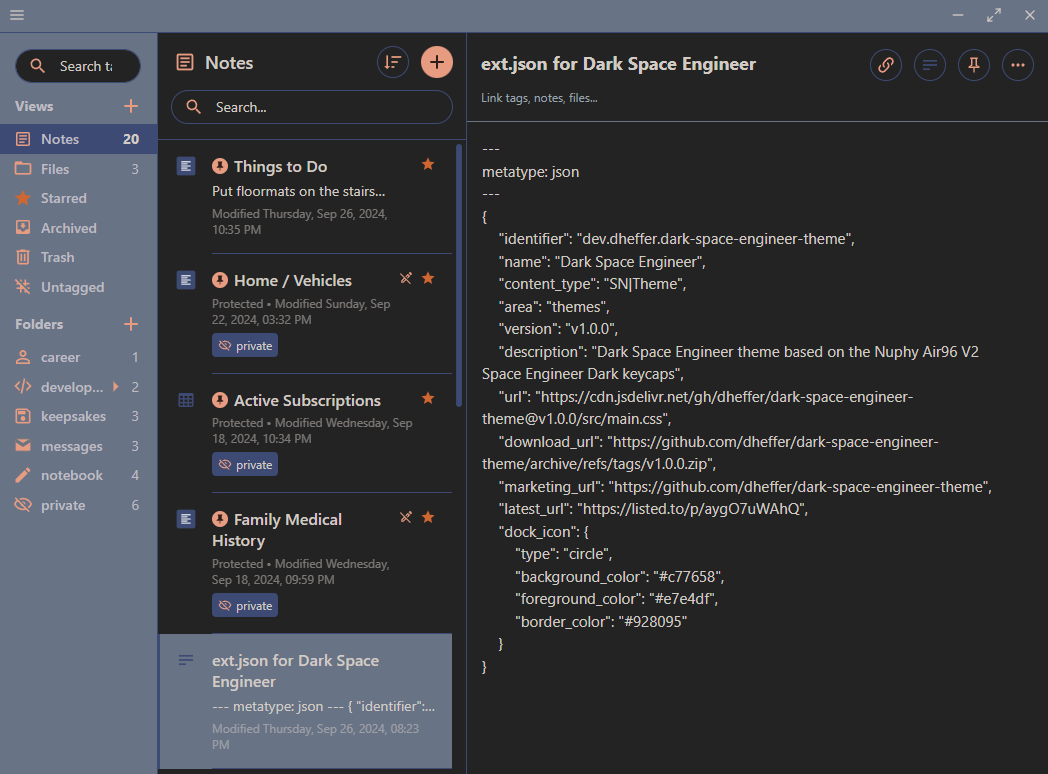 Search ta
Views
Notes 20
Files 3
Starred
Archived
Trash
Untagged
Folders
career 1
develop... 2
keepsakes 3
messages 3
notebook 4
private 6
Notes
Search...
Things to Do
Put floormats on the stairs...
Modified Thursday, Sep 26, 2024,
10:35 PM
Home / Vehicles
Protected • Modified Sunday, Sep
22, 2024, 03:32 PM
private
Active Subscriptions
Protected • Modified Wednesday, Sep
18, 2024, 10:34 PM
private
Family Medical
History
Protected • Modified Wednesday,
Sep 18, 2024, 09:59 PM
private
ext.json for Dark Space
Engineer
--- metatype: json --- { "identifier":...
Modified Thursday, Sep 26, 2024, 08:23
PM
ext.json for Dark Space Engineer
Link tags, notes, files...
---
metatype: json
---
{
"identifier": "dev.dheffer.dark-space-engineer-theme",
"name": "Dark Space Engineer",
"content_type": "SN|Theme",
"area": "themes",
"version": "v1.0.0",
"description": "Dark Space Engineer theme based on the Nuphy Air96 V2
Space Engineer Dark keycaps",
"url": "https://cdn.jsdelivr.net/gh/dheffer/dark-space-engineer-
theme@v1.0.0/src/main.css",
"download_url": "https://github.com/dheffer/dark-space-engineer-
theme/archive/refs/tags/v1.0.0.zip",
"marketing_url": "https://github.com/dheffer/dark-space-engineer-theme",
"latest_url": "https://listed.to/p/aygO7uWAhQ",
"dock_icon": {
"type": "circle",
"background_color": "#c77658",
"foreground_color": "#e7e4df",
"border_color": "#928095"
}
}